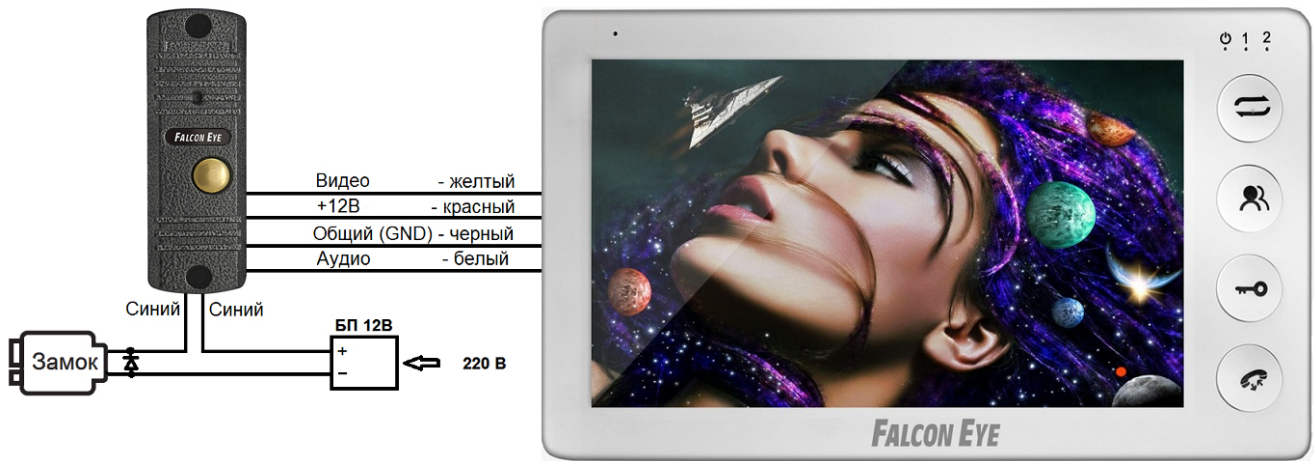 FALCON EYE
Видео - желтый
+12В - красный
Общий (GND) - черный
Аудио - белый
Синий Синий
Замок
БП 12В
+
−
220 В
1 2
FALCON EYE